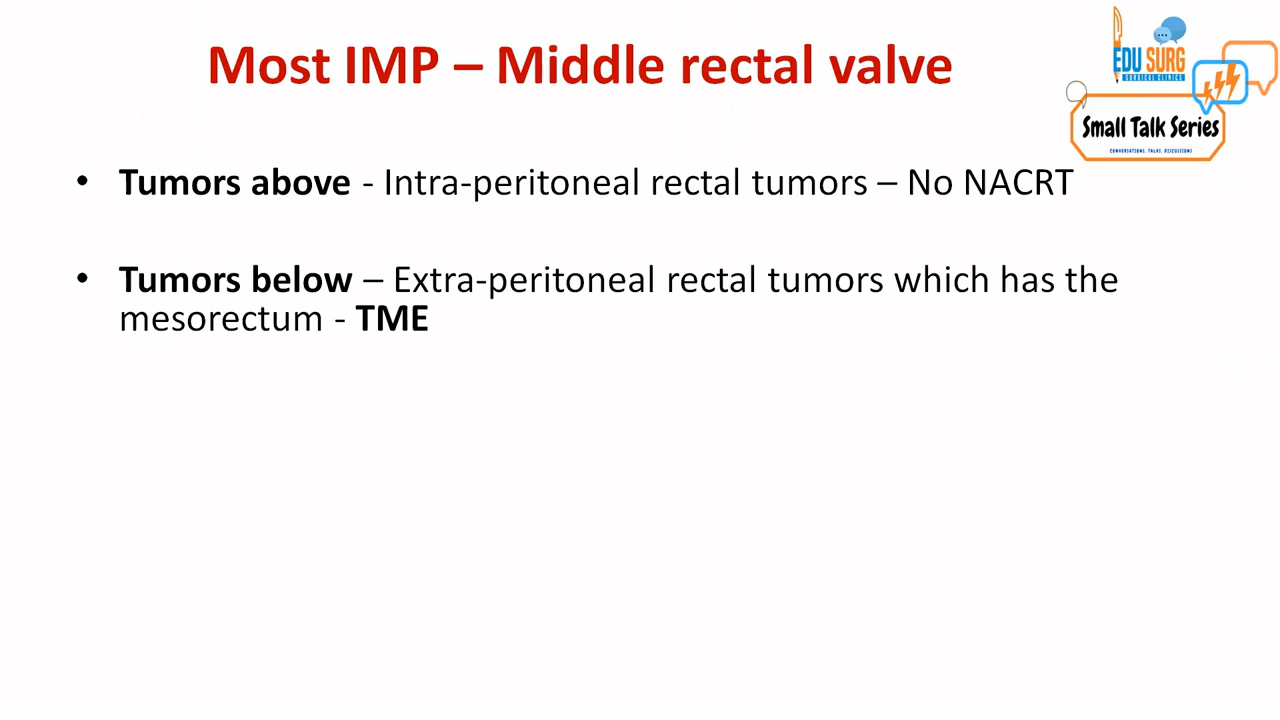 Most IMP – Middle rectal valve
EDU SURG
SURGICAL CLINICS
Small Talk Series
CONVERSATIONS, TALKS, DISCUSSIONS
• Tumors above - Intra-peritoneal rectal tumors – No NACRT
• Tumors below – Extra-peritoneal rectal tumors which has the
mesorectum - TME